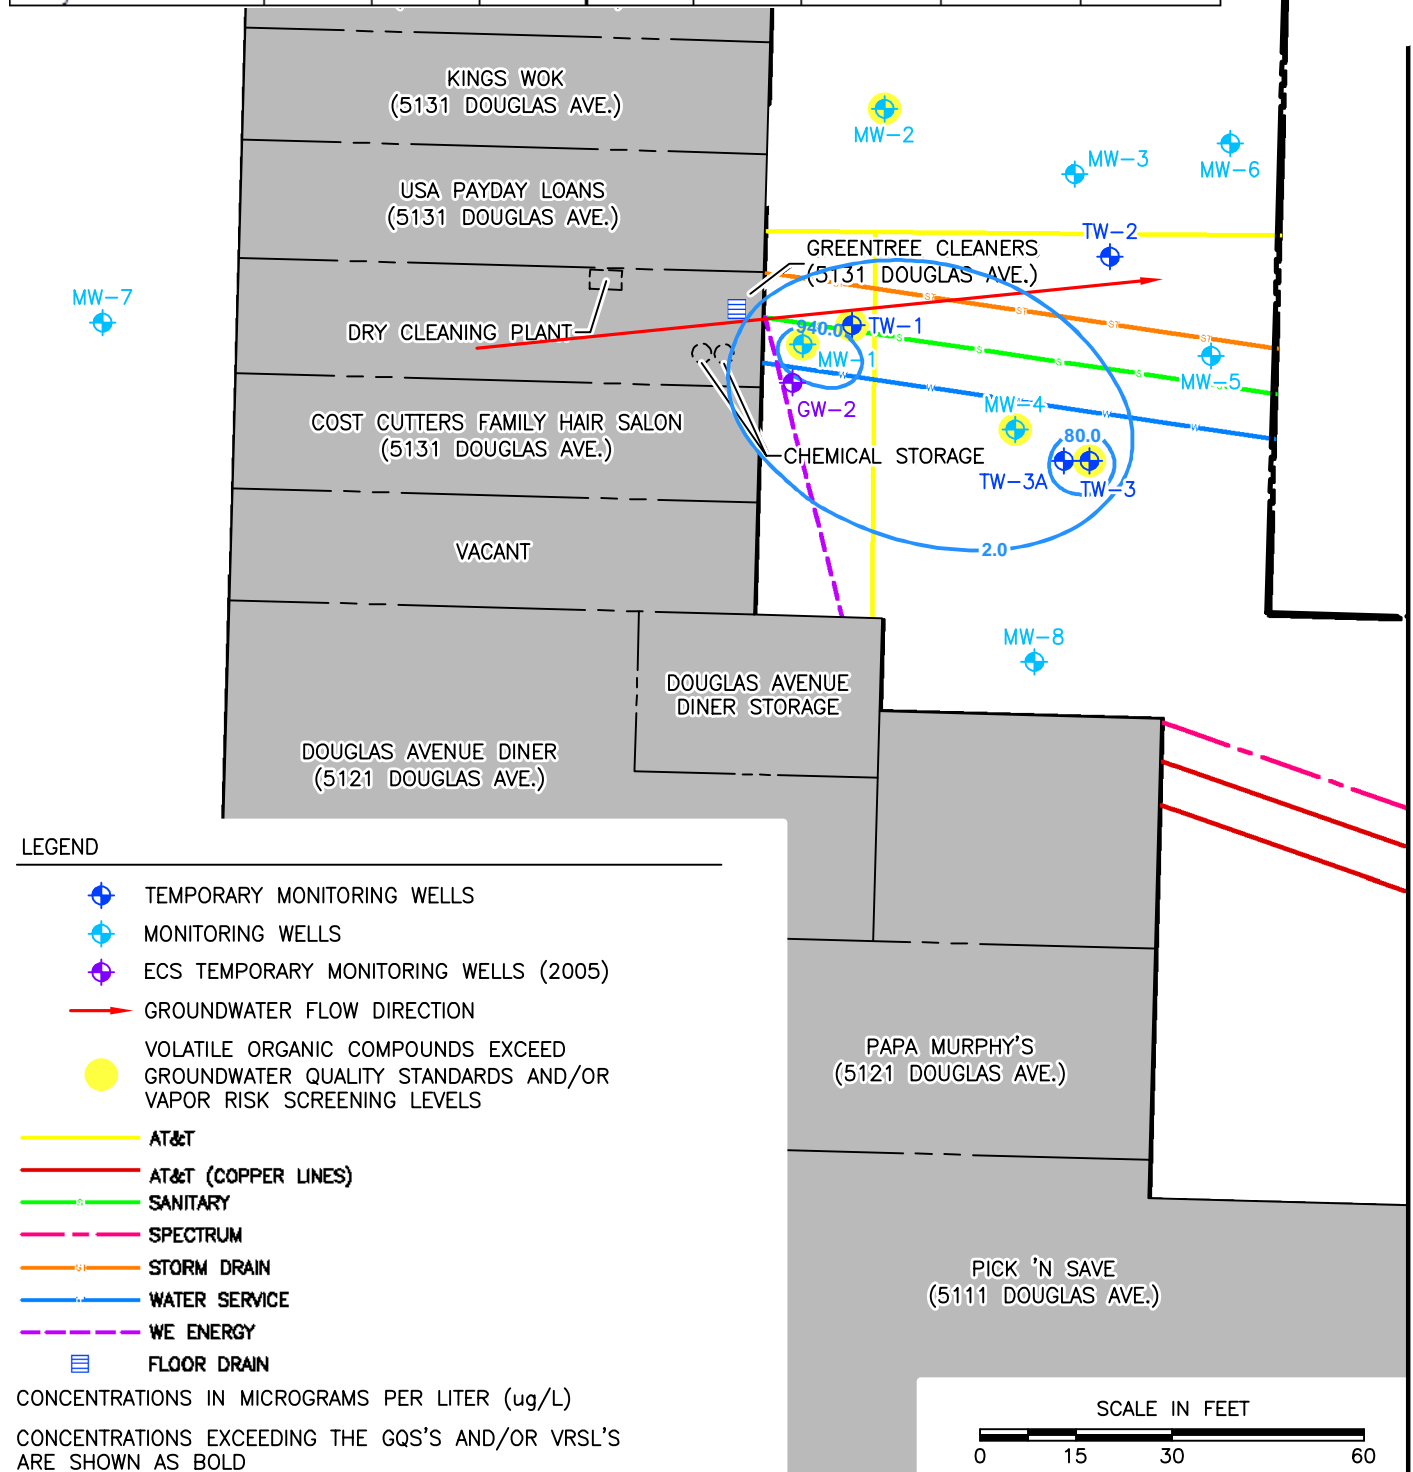 KINGS WOK
(5131 DOUGLAS AVE.)
MW-2
MW-3
MW-6
USA PAYDAY LOANS
(5131 DOUGLAS AVE.)
TW-2
GREENTREE CLEANERS
(5131 DOUGLAS AVE.)
MW-7
DRY CLEANING PLANT
ST
ST
ST
ST
940.0
TW-1
MW-1
S
S
S
S
MW-5
GW-2
W
W
W
MW-4
COST CUTTERS FAMILY HAIR SALON
(5131 DOUGLAS AVE.)
CHEMICAL STORAGE
80.0
TW-3A
TW-3
VACANT
2.0
MW-8
DOUGLAS AVENUE
DINER STORAGE
DOUGLAS AVENUE DINER
(5121 DOUGLAS AVE.)
LEGEND
TEMPORARY MONITORING WELLS
MONITORING WELLS
ECS TEMPORARY MONITORING WELLS (2005)
GROUNDWATER FLOW DIRECTION
VOLATILE ORGANIC COMPOUNDS EXCEED
GROUNDWATER QUALITY STANDARDS AND/OR
VAPOR RISK SCREENING LEVELS
AT&T
AT&T (COPPER LINES)
SANITARY
SPECTRUM
STORM DRAIN
WATER SERVICE
WE ENERGY
FLOOR DRAIN
CONCENTRATIONS IN MICROGRAMS PER LITER (ug/L)
CONCENTRATIONS EXCEEDING THE GQS'S AND/OR VRSL'S
ARE SHOWN AS BOLD
PAPA MURPHY'S
(5121 DOUGLAS AVE.)
PICK 'N SAVE
(5111 DOUGLAS AVE.)
SCALE IN FEET
0 15 30 60